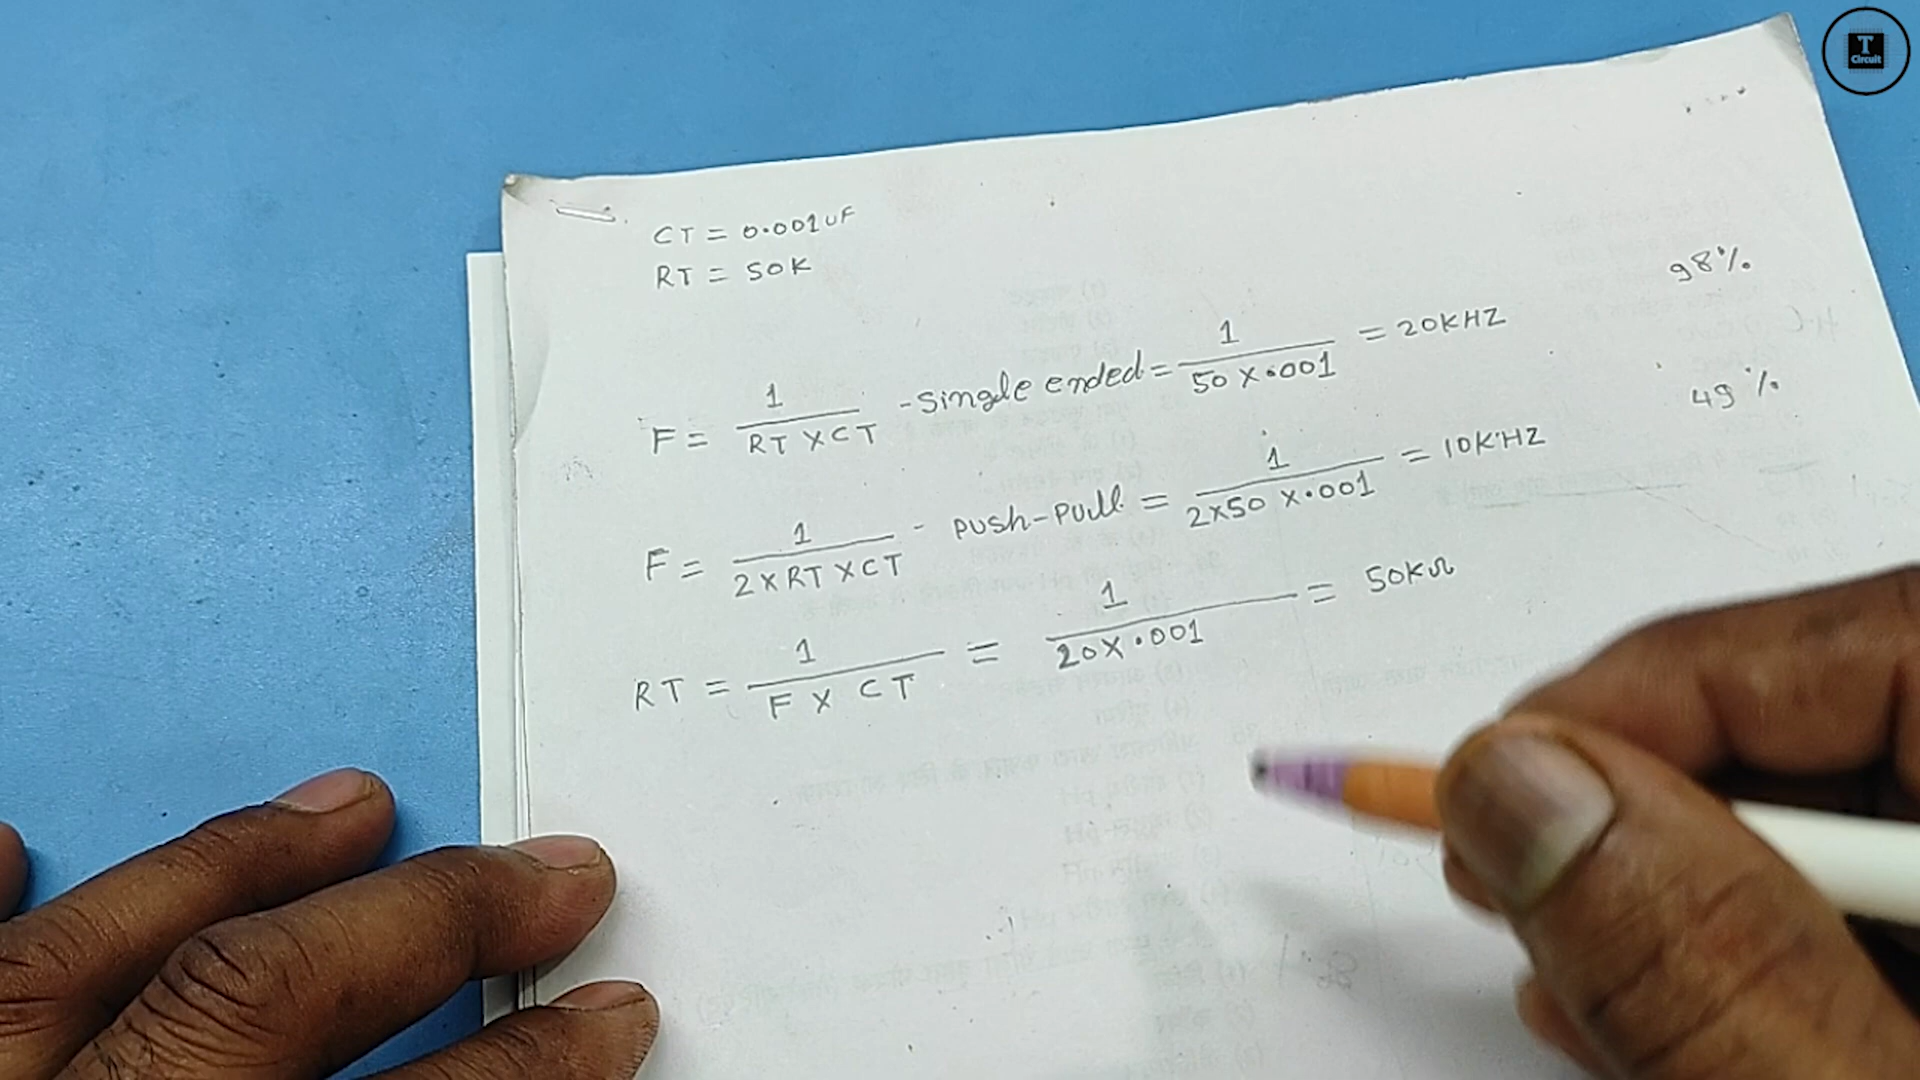 T
Circuit
CT = 0.001uF
RT = 50K
98%
F = 1 / RT X CT - Single ended = 1 / 50 X .001 = 20KHZ
49%
F = 1 / 2 X RT X CT - Push-Pull = 1 / 2X50 X .001 = 10KHZ
RT = 1 / F X CT = 1 / 20X .001 = 50KΩ